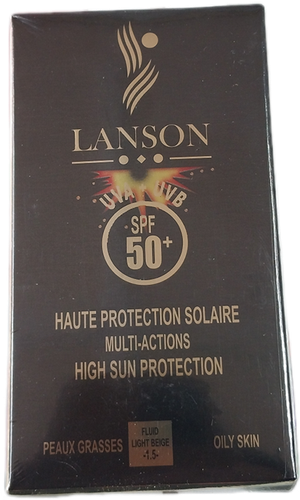 LANSON
UVA UVB
SPF
50+
HAUTE PROTECTION SOLAIRE
MULTI-ACTIONS
HIGH SUN PROTECTION
PEAUX GRASSES
FLUID
LIGHT BEIGE
-1.5-
OILY SKIN